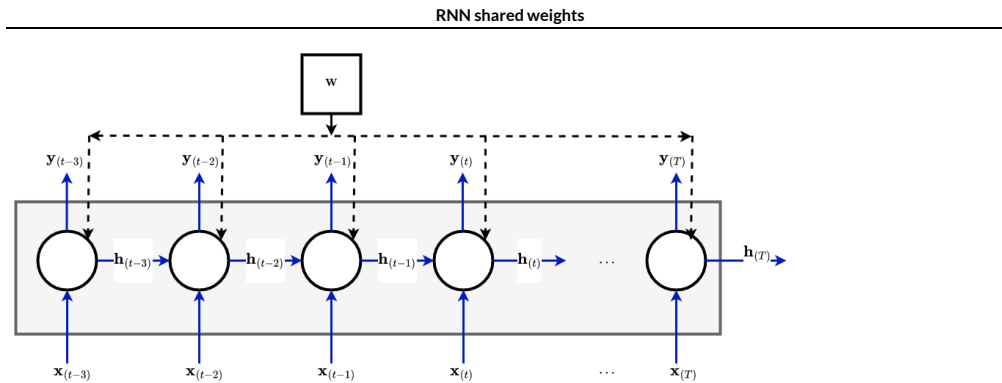 RNN shared weights
w
y(t−3) y(t−2) y(t−1) y(t) y(T)
h(t−3) h(t−2) h(t−1) h(t) ... h(T)
x(t−3) x(t−2) x(t−1) x(t) ... x(T)